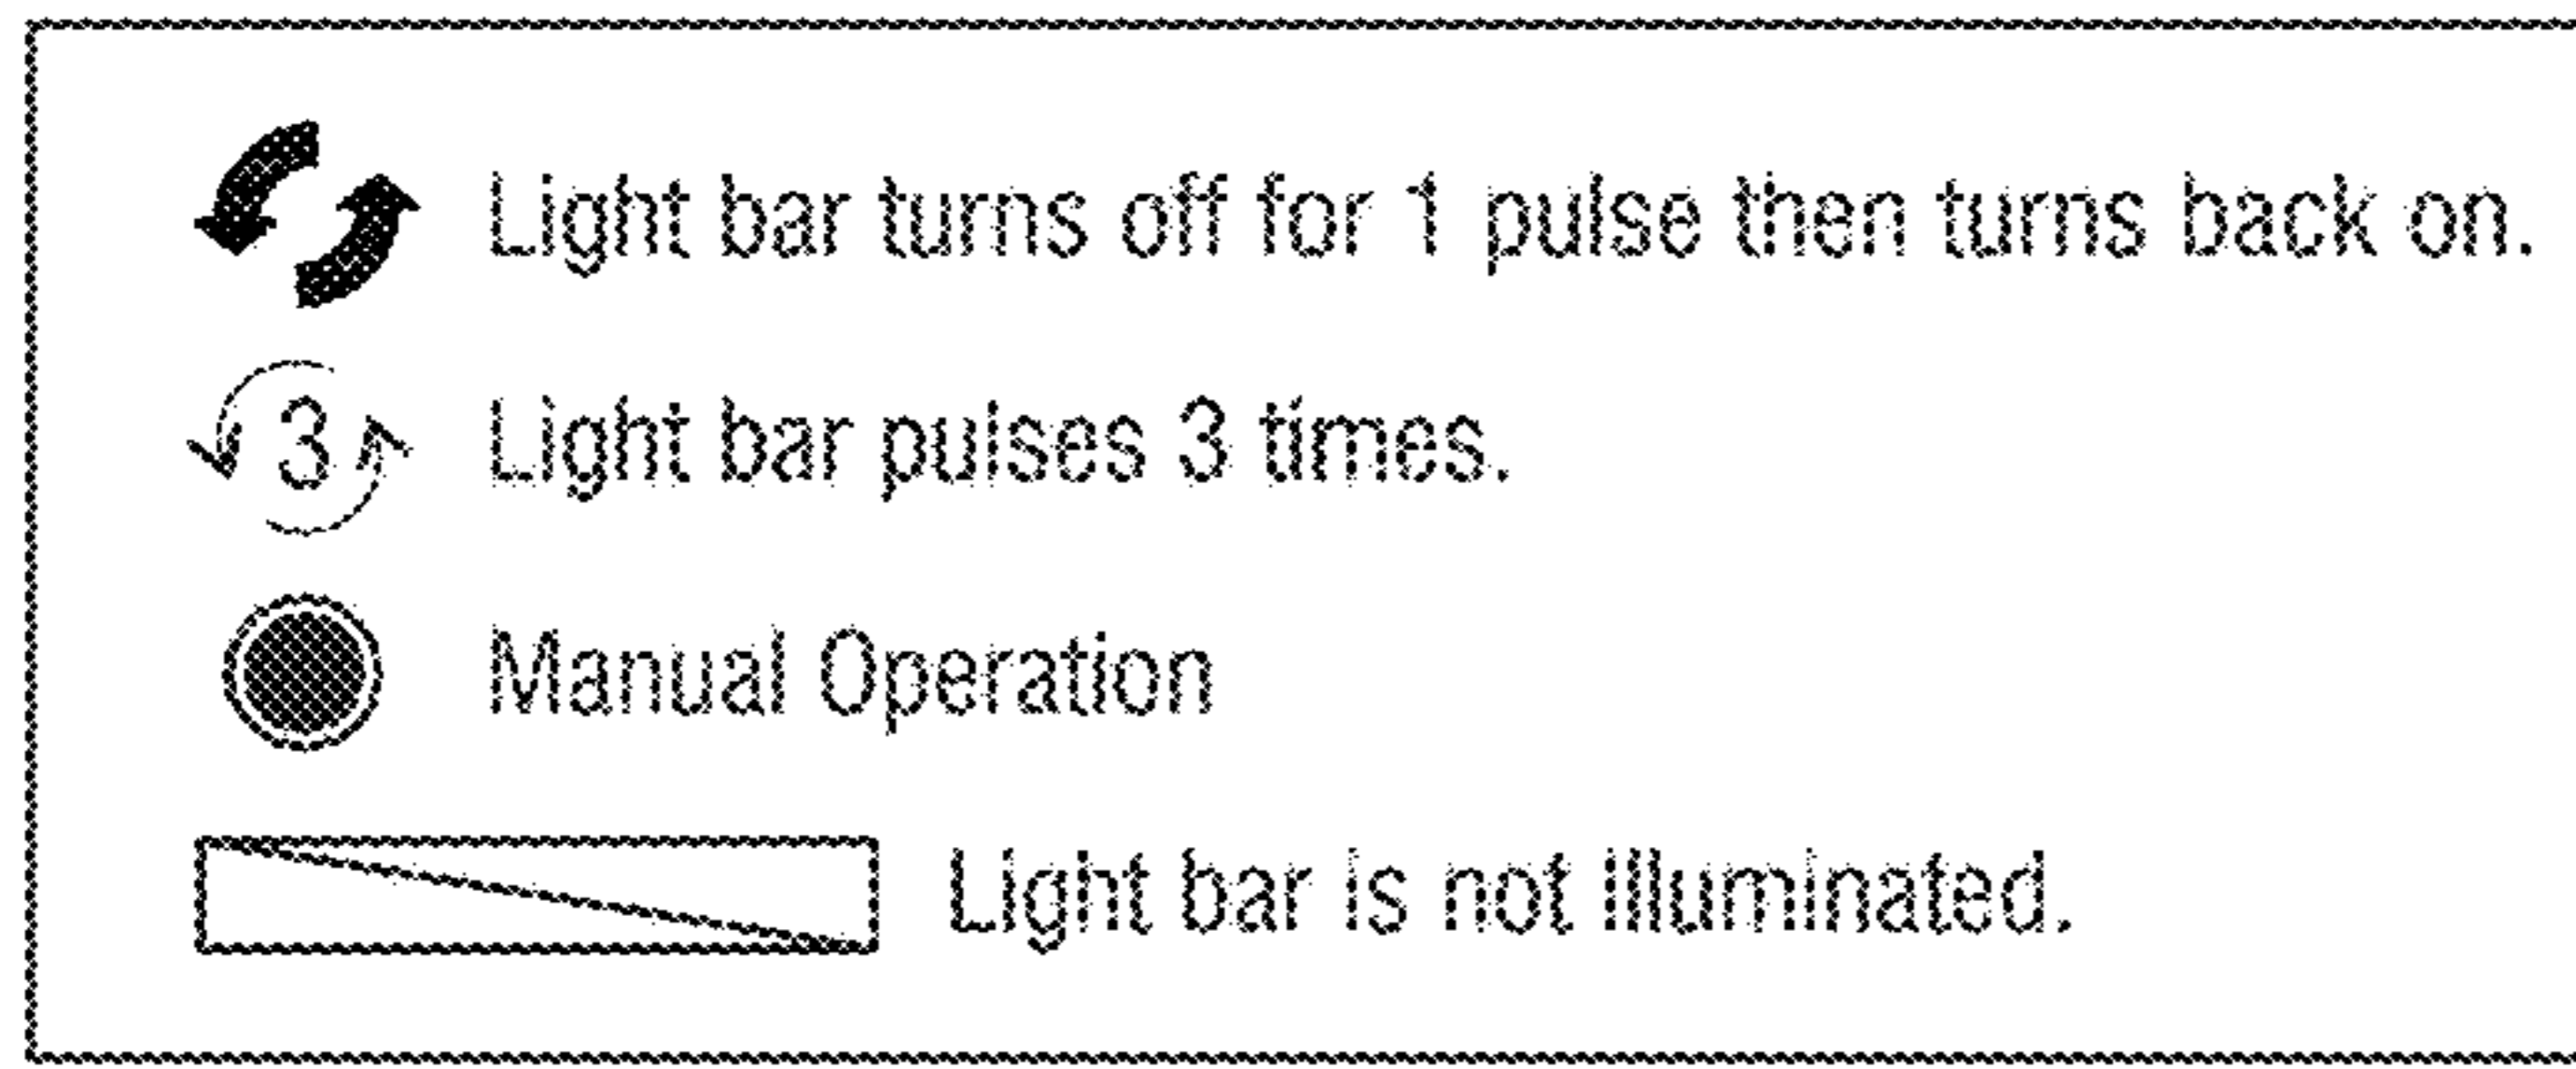 Light bar turns off for 1 pulse then turns back on.
3 Light bar pulses 3 times.
Manual Operation
Light bar is not illuminated.